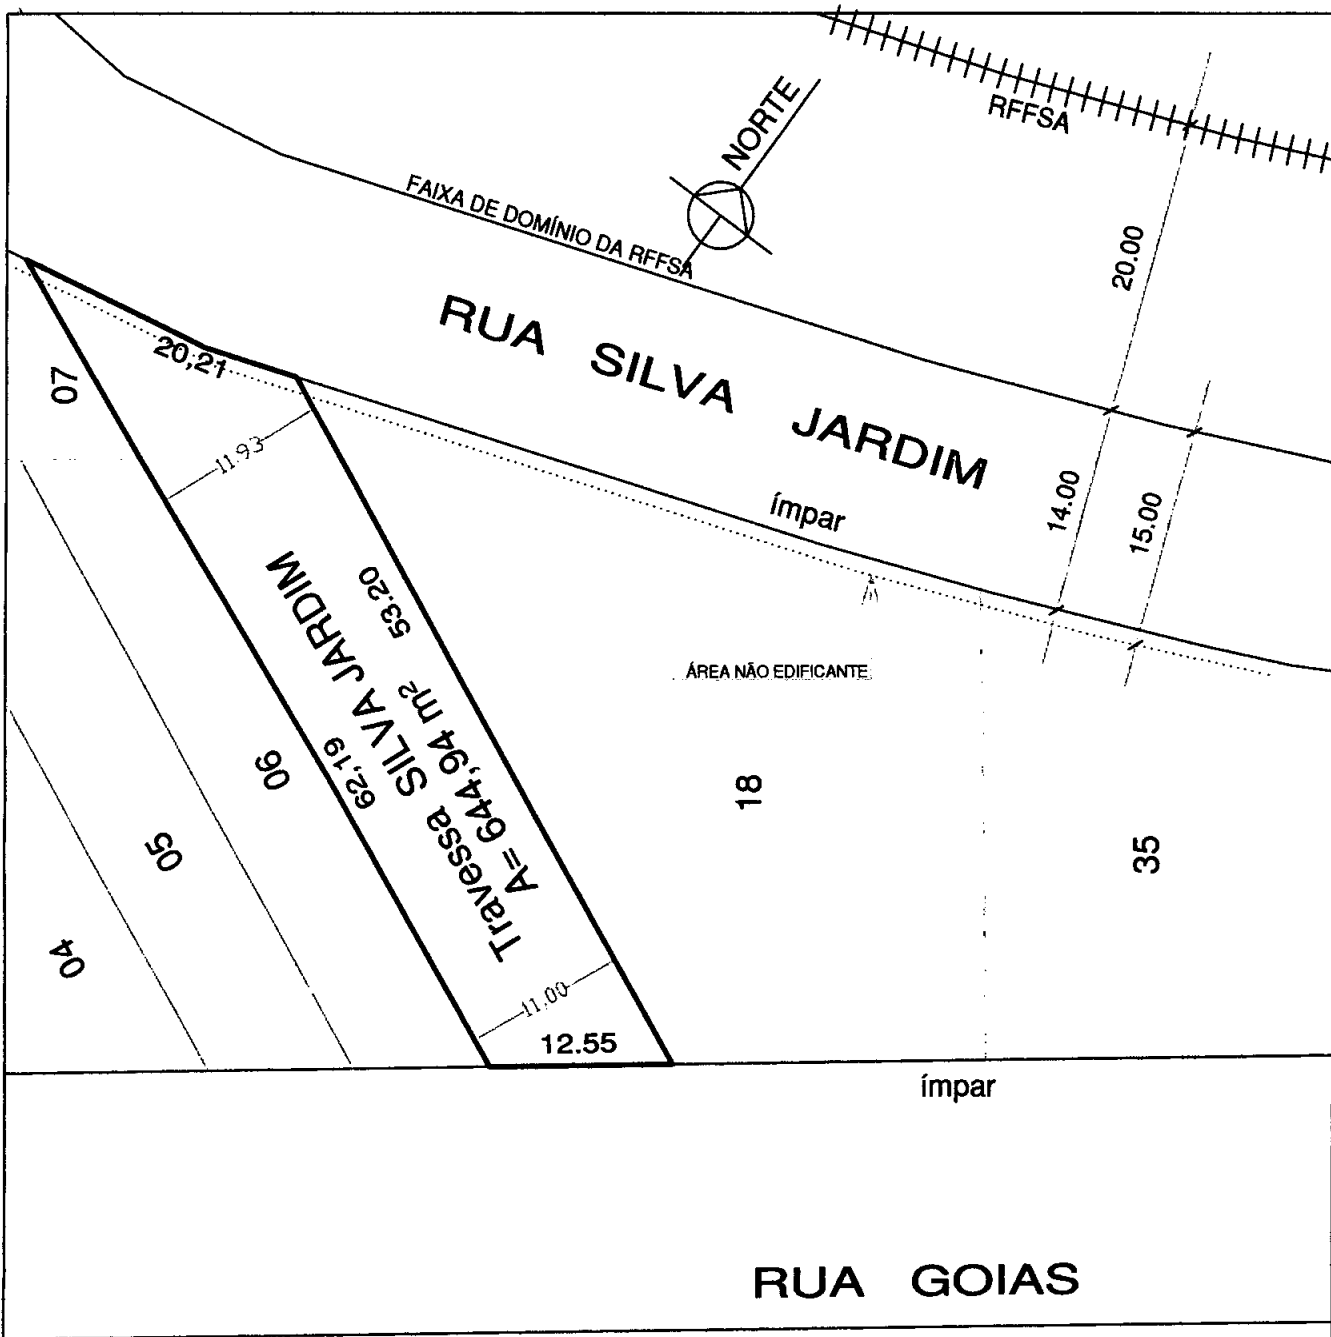 RFFSA
NORTE
FAIXA DE DOMÍNIO DA RFFSA
20.00
RUA SILVA JARDIM
20,21
07
11.93
ímpar
14.00
15.00
53.20
Travessa SILVA JARDIM
A= 644,94 m²
62,19
ÁREA NÃO EDIFICANTE
06
18
05
35
04
11.00
12.55
ímpar
RUA GOIAS